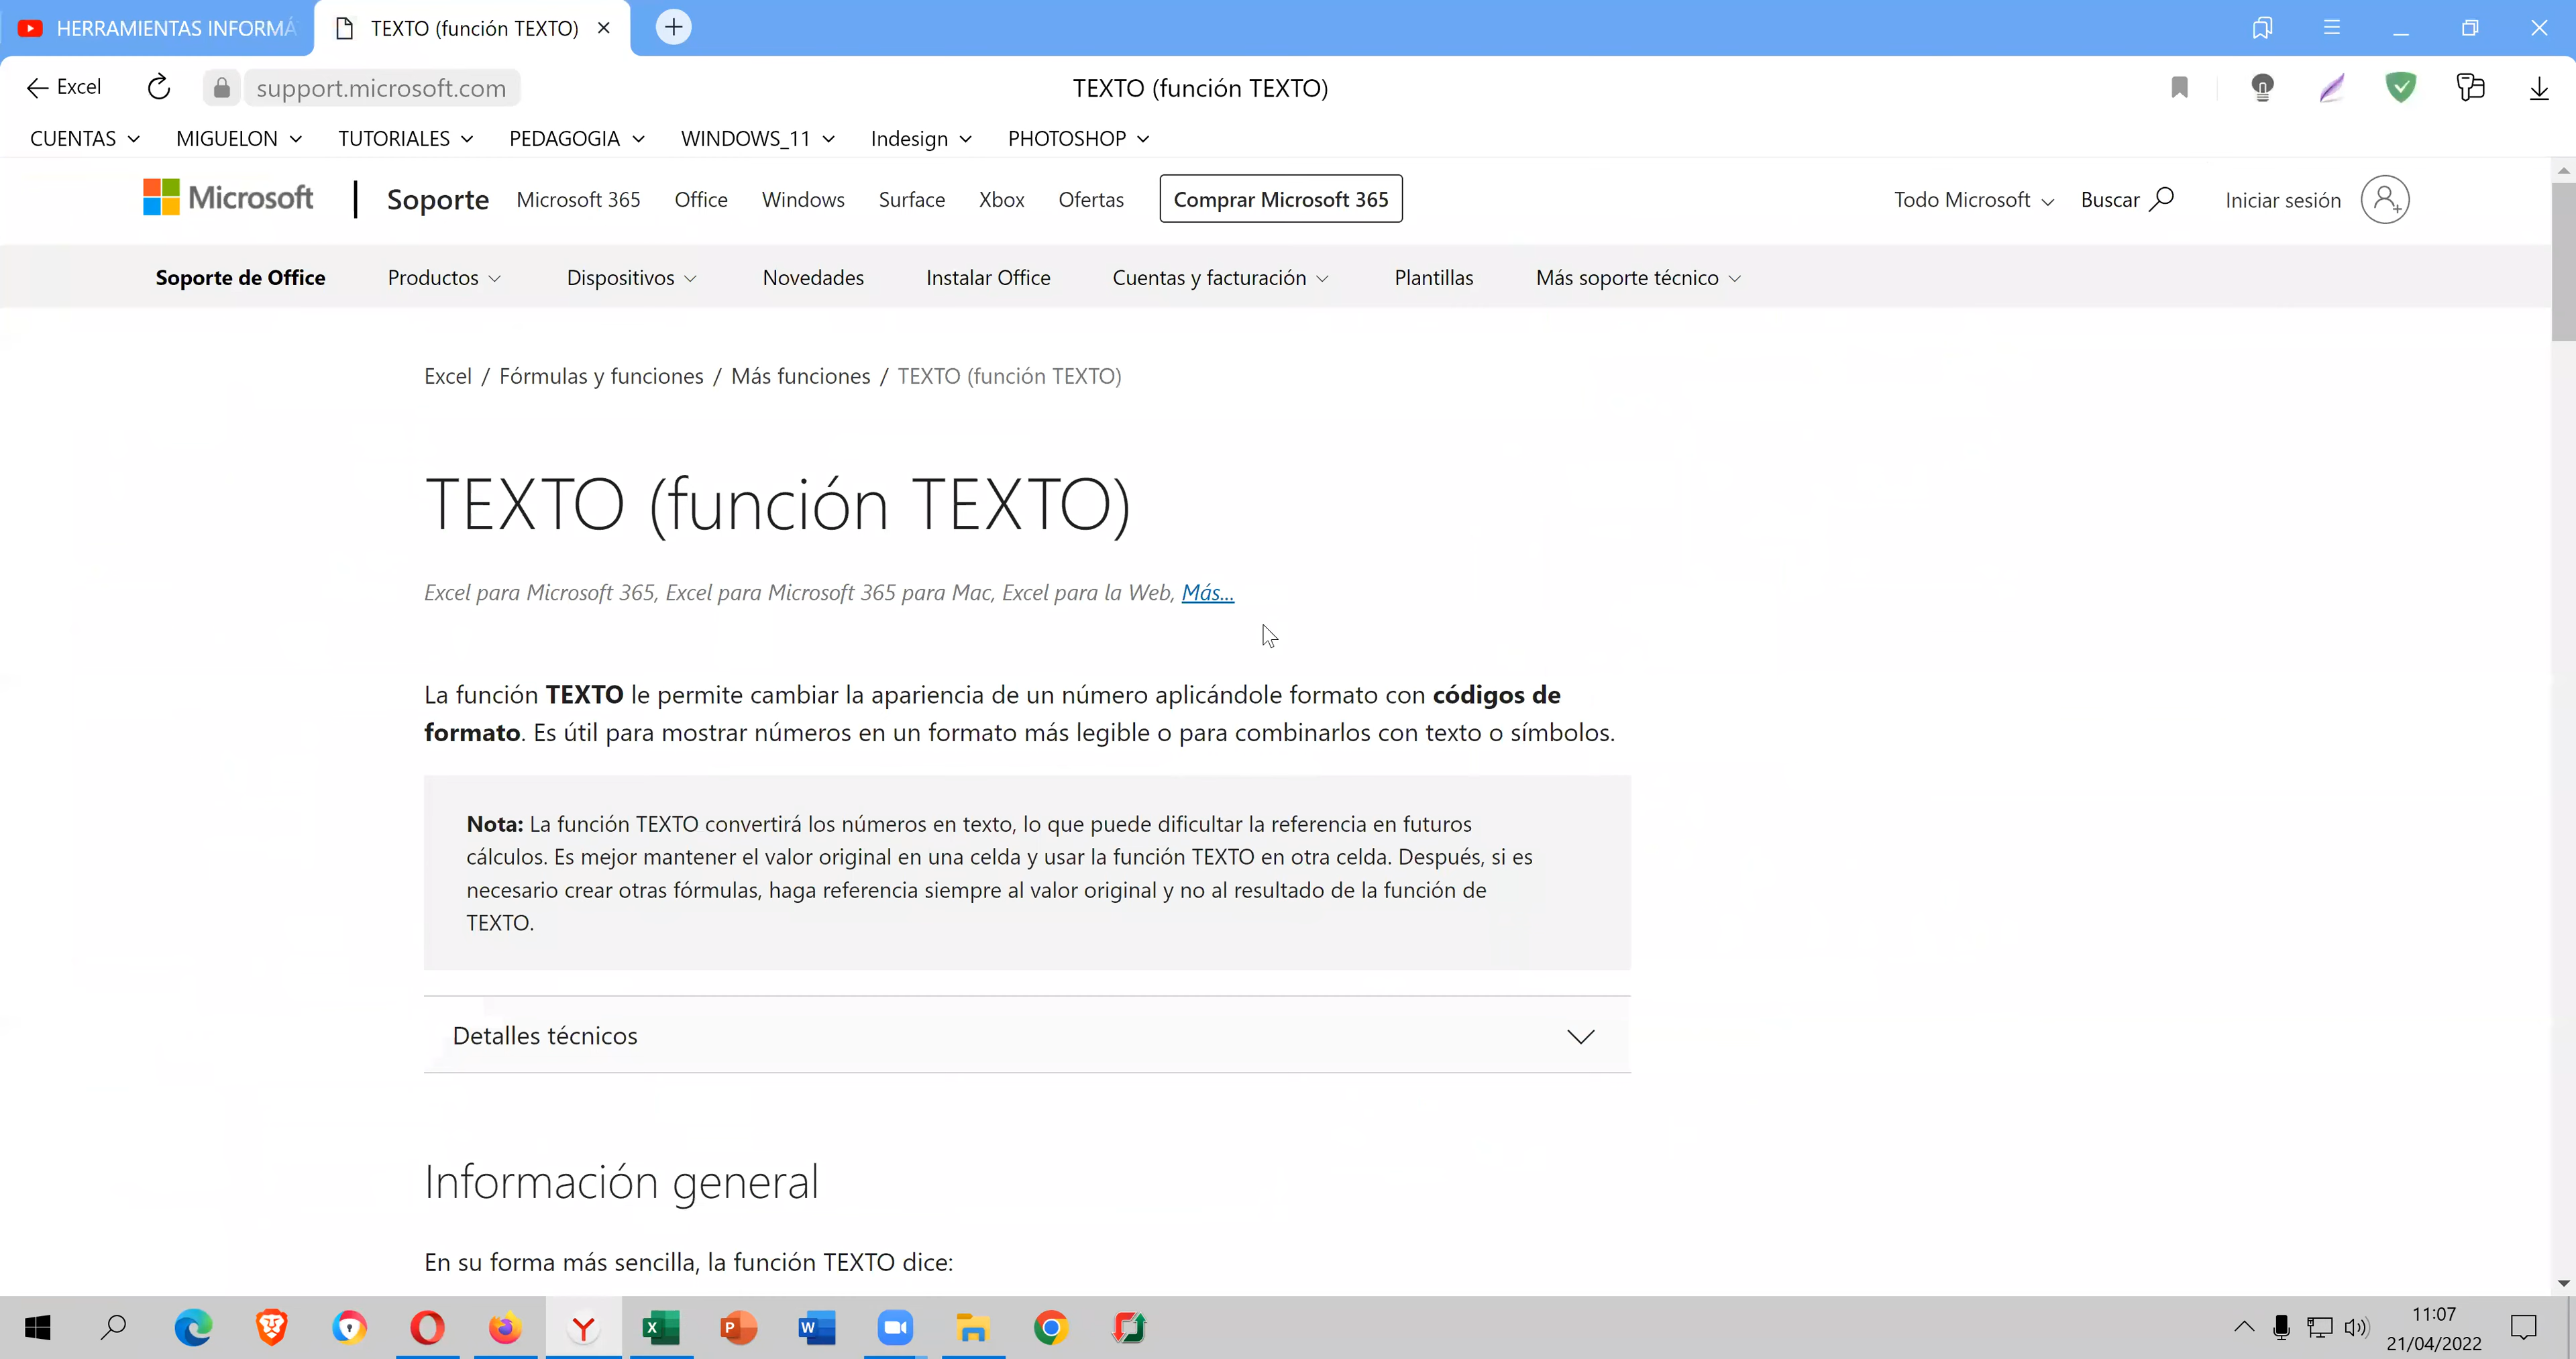 HERRAMIENTAS INFORMÁ
TEXTO (función TEXTO)
Excel
support.microsoft.com
TEXTO (función TEXTO)
CUENTAS MIGUELON TUTORIALES PEDAGOGIA WINDOWS_11 Indesign PHOTOSHOP
Microsoft Soporte Microsoft 365 Office Windows Surface Xbox Ofertas Comprar Microsoft 365 Todo Microsoft Buscar Iniciar sesión
Soporte de Office Productos Dispositivos Novedades Instalar Office Cuentas y facturación Plantillas Más soporte técnico
Excel / Fórmulas y funciones / Más funciones / TEXTO (función TEXTO)
TEXTO (función TEXTO)
Excel para Microsoft 365, Excel para Microsoft 365 para Mac, Excel para la Web, Más...
La función TEXTO le permite cambiar la apariencia de un número aplicándole formato con códigos de
formato. Es útil para mostrar números en un formato más legible o para combinarlos con texto o símbolos.
Nota: La función TEXTO convertirá los números en texto, lo que puede dificultar la referencia en futuros
cálculos. Es mejor mantener el valor original en una celda y usar la función TEXTO en otra celda. Después, si es
necesario crear otras fórmulas, haga referencia siempre al valor original y no al resultado de la función de
TEXTO.
Detalles técnicos
Información general
En su forma más sencilla, la función TEXTO dice:
11:07
21/04/2022